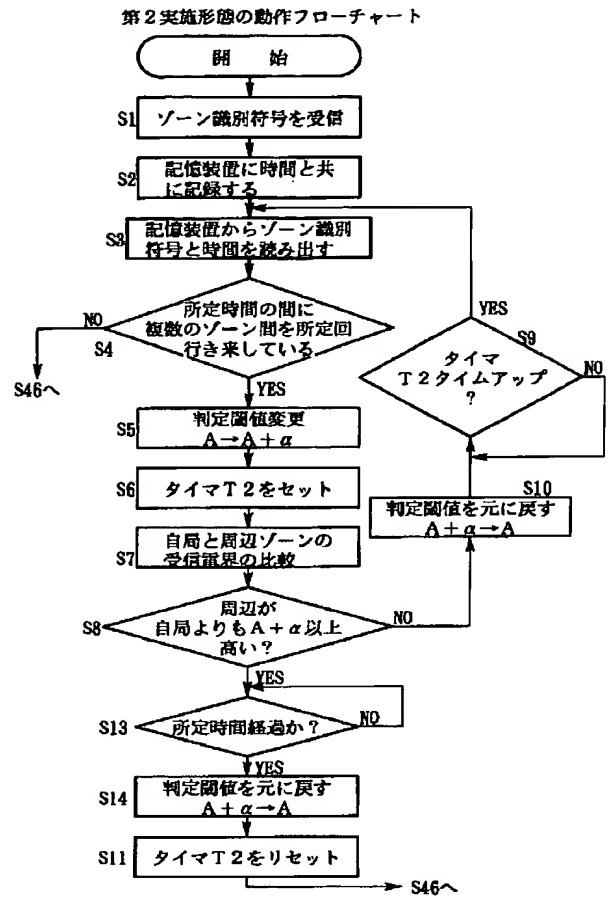 第２実施形態の動作フローチャート
開　始
S1
ゾーン識別符号を受信
S2
記憶装置に時間と共
に記録する
S3
記憶装置からゾーン識別
符号と時間を読み出す
所定時間の間に
複数のゾーン間を所定回
行き来している
NO
S4
S46へ
YES
S5
判定閾値変更
A→A＋α
S6
タイマＴ２をセット
S7
自局と周辺ゾーンの
受信電界の比較
周辺が
S8
自局よりもA＋α以上
高い？
NO
YES
S13
所定時間経過か？
NO
YES
S14
判定閾値を元に戻す
A＋α→A
S11
タイマＴ２をリセット
S46へ
YES
S9
タイマ
Ｔ２タイムアップ
？
NO
S10
判定閾値を元に戻す
A＋α→A